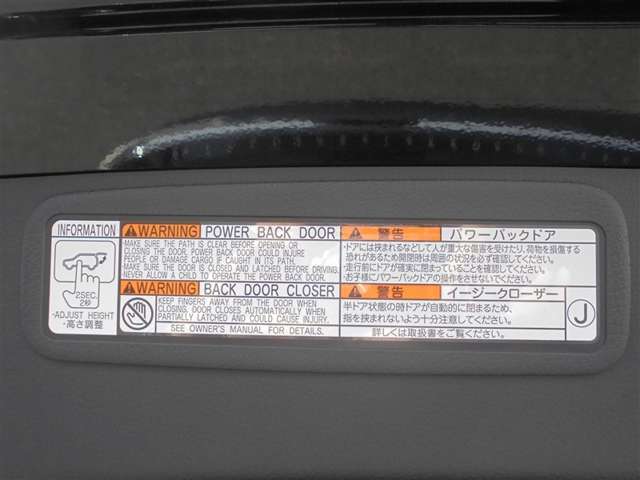 INFORMATION
2SEC.
2秒
-ADJUST HEIGHT
-高さ調整
WARNING POWER BACK DOOR
-MAKE SURE THE PATH IS CLEAR BEFORE OPENING OR
CLOSING THE DOOR. POWER BACK DOOR COULD INJURE
PEOPLE OR DAMAGE CARGO IF CAUGHT IN ITS PATH.
-MAKE SURE THE DOOR IS CLOSED AND LATCHED BEFORE DRIVING.
-NEVER ALLOW A CHILD TO OPERATE THE POWER BACK DOOR.
WARNING BACK DOOR CLOSER
KEEP FINGERS AWAY FROM THE DOOR WHEN
CLOSING. DOOR CLOSES AUTOMATICALLY WHEN
PARTIALLY LATCHED AND COULD CAUSE INJURY.
SEE OWNER'S MANUAL FOR DETAILS.
警告 パワーバックドア
・ドアには挟まれるなどして人が重大な傷害を受けたり、荷物を損傷する
恐れがあるため開閉時は周囲の状況を必ず確認してください。
・走行前にドアが確実に閉まっていることを確認してください。
・お子様にパワーバックドアの操作をさせないでください。
警告 イージークローザー
半ドア状態の時ドアが自動的に閉まるため、
指を挟まれないよう十分注意してください。
詳しくは取扱書をご覧ください。
J